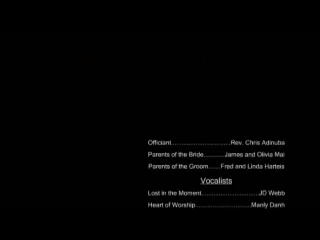 Officiant................................Rev. Chris Adinuba
Parents of the Bride...........James and Olivia Mai
Parents of the Groom.......Fred and Linda Harteis
Vocalists
Lost in the Moment...............................JD Webb
Heart of Worship..............................Manly Danh